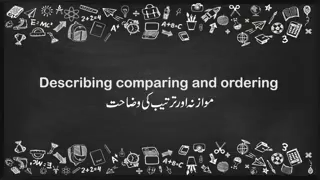 Describing comparing and ordering
موازنہ اور ترتیب کی وضاحت